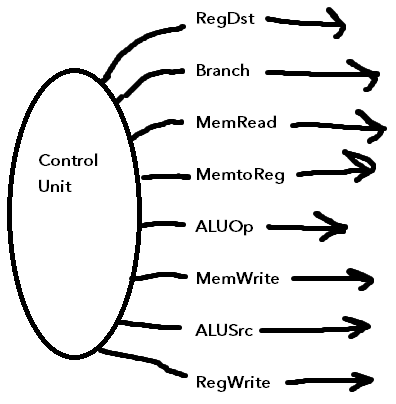 RegDst
Branch
MemRead
Control
Unit
MemtoReg
ALUOp
MemWrite
ALUSrc
RegWrite